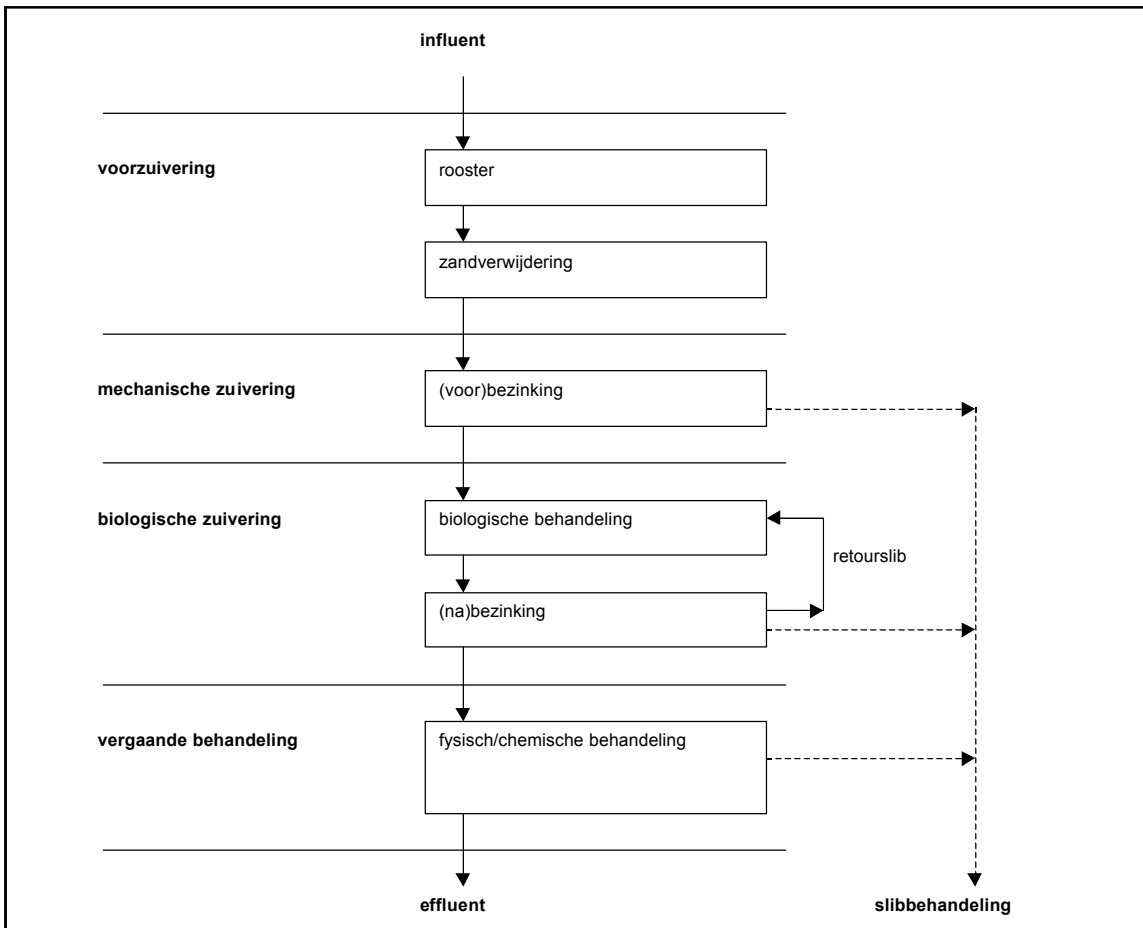 influent
voorzuivering
rooster
zandverwijdering
mechanische zuivering
(voor)bezinking
biologische zuivering
biologische behandeling
retourslib
(na)bezinking
vergaande behandeling
fysisch/chemische behandeling
effluent
slibbehandeling